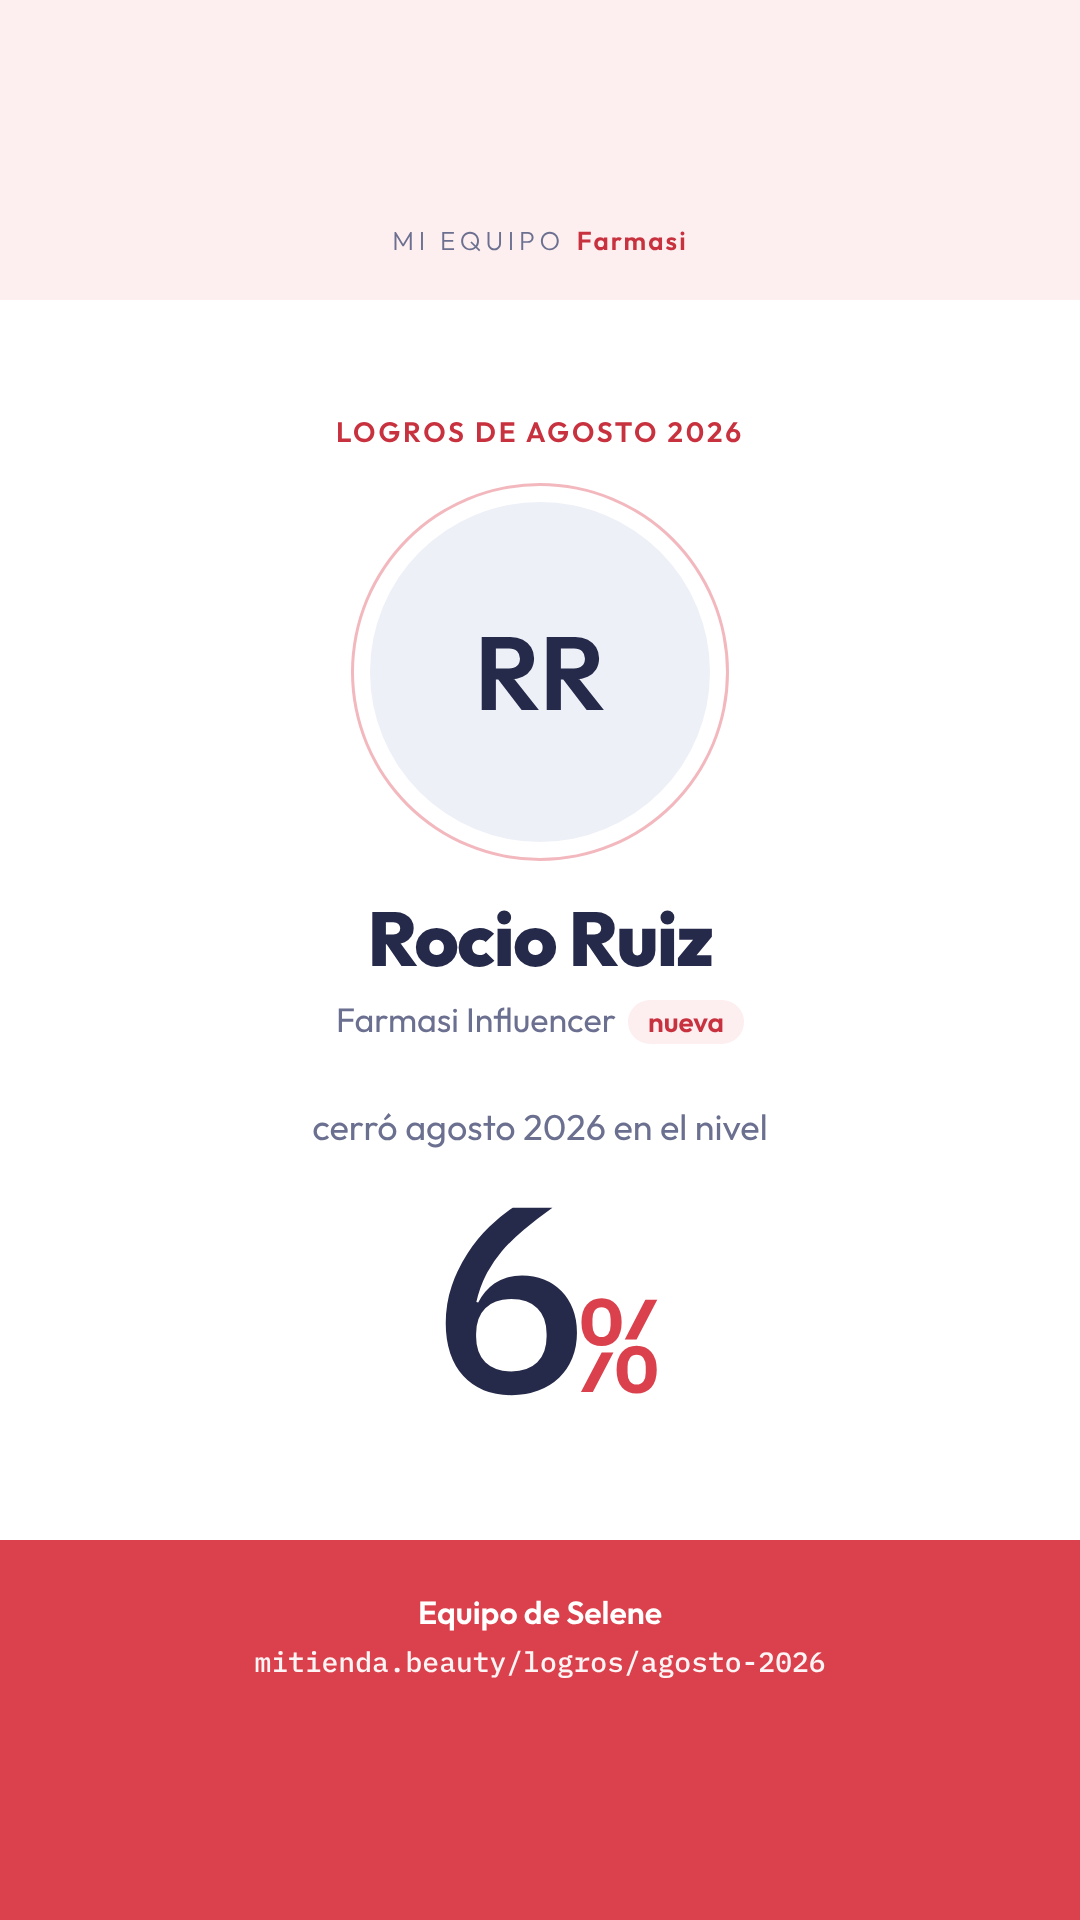 MI EQUIPO Farmasi
LOGROS DE AGOSTO 2026
RR
Rocio Ruiz
Farmasi Influencer nueva
cerró agosto 2026 en el nivel
6%
Equipo de Selene
mitienda.beauty/logros/agosto-2026